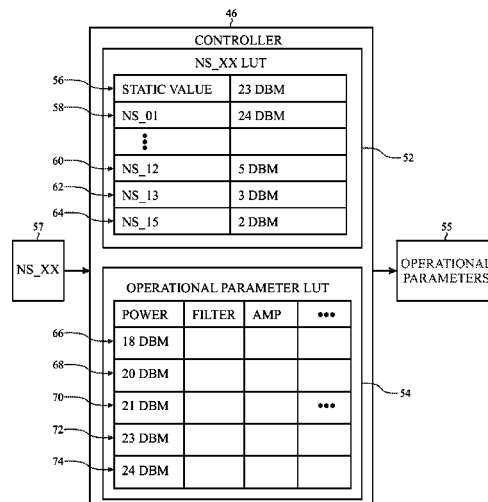 46
CONTROLLER
NS_XX LUT
56 STATIC VALUE 23 DBM
58 NS_01 24 DBM
52
60 NS_12 5 DBM
62 NS_13 3 DBM
64 NS_15 2 DBM
57
NS_XX
55
OPERATIONAL
PARAMETERS
OPERATIONAL PARAMETER LUT
POWER FILTER AMP •••
66 18 DBM
68 20 DBM
54
70 21 DBM •••
72 23 DBM
74 24 DBM